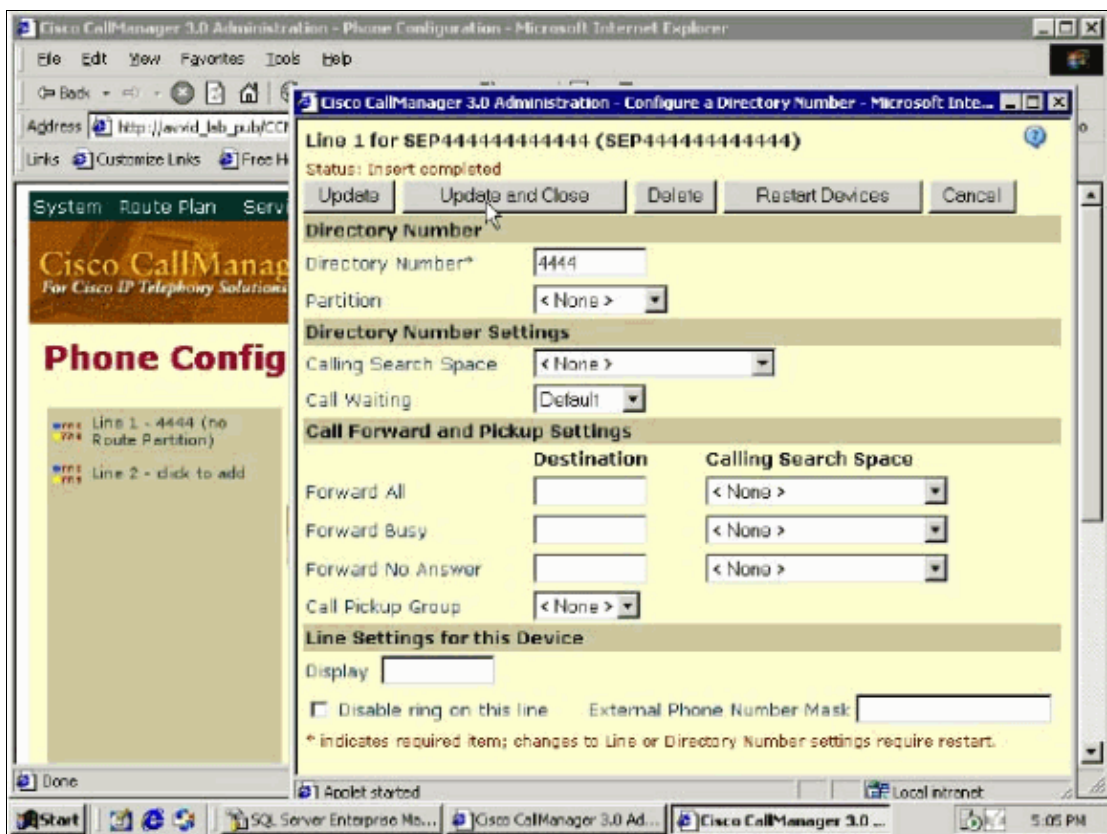 Cisco CallManager 3.0 Administration - Phone Configuration - Microsoft Internet Explorer
File Edit View Favorites Tools Help
Back
Address http://avvid_lab_pub/CC
Links Customize Links Free H
System Route Plan Servi
Cisco CallManag
For Cisco IP Telephony Solutions
Phone Config
Line 1 - 4444 (no
Route Partition)
Line 2 - click to add
Done
Cisco CallManager 3.0 Administration - Configure a Directory Number - Microsoft Inte...
Line 1 for SEP444444444444 (SEP444444444444)
Status: Insert completed
Update Update and Close Delete Restart Devices Cancel
Directory Number
Directory Number* 4444
Partition < None >
Directory Number Settings
Calling Search Space < None >
Call Waiting Default
Call Forward and Pickup Settings
Destination Calling Search Space
Forward All < None >
Forward Busy < None >
Forward No Answer < None >
Call Pickup Group < None >
Line Settings for this Device
Display
Disable ring on this line External Phone Number Mask
* indicates required item; changes to Line or Directory Number settings require restart.
Applet started Local intranet
Start SQL Server Enterprise Ma... Cisco CallManager 3.0 Ad... Cisco CallManager 3.0 ... 5:05 PM